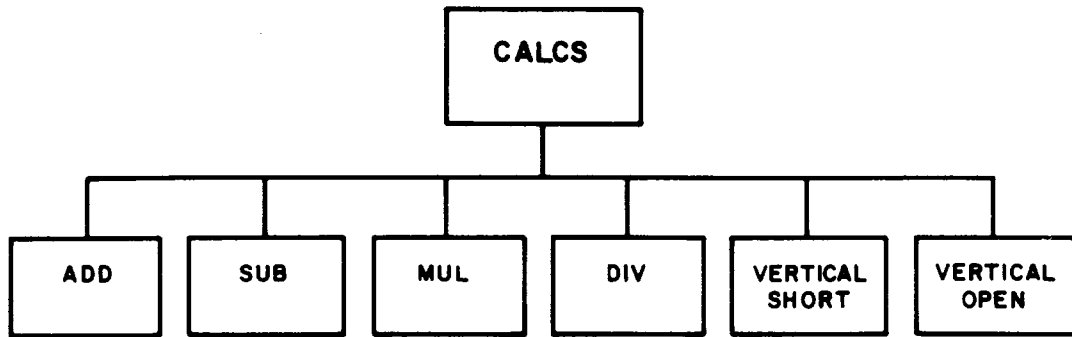 CALCS
ADD
SUB
MUL
DIV
VERTICAL
SHORT
VERTICAL
OPEN